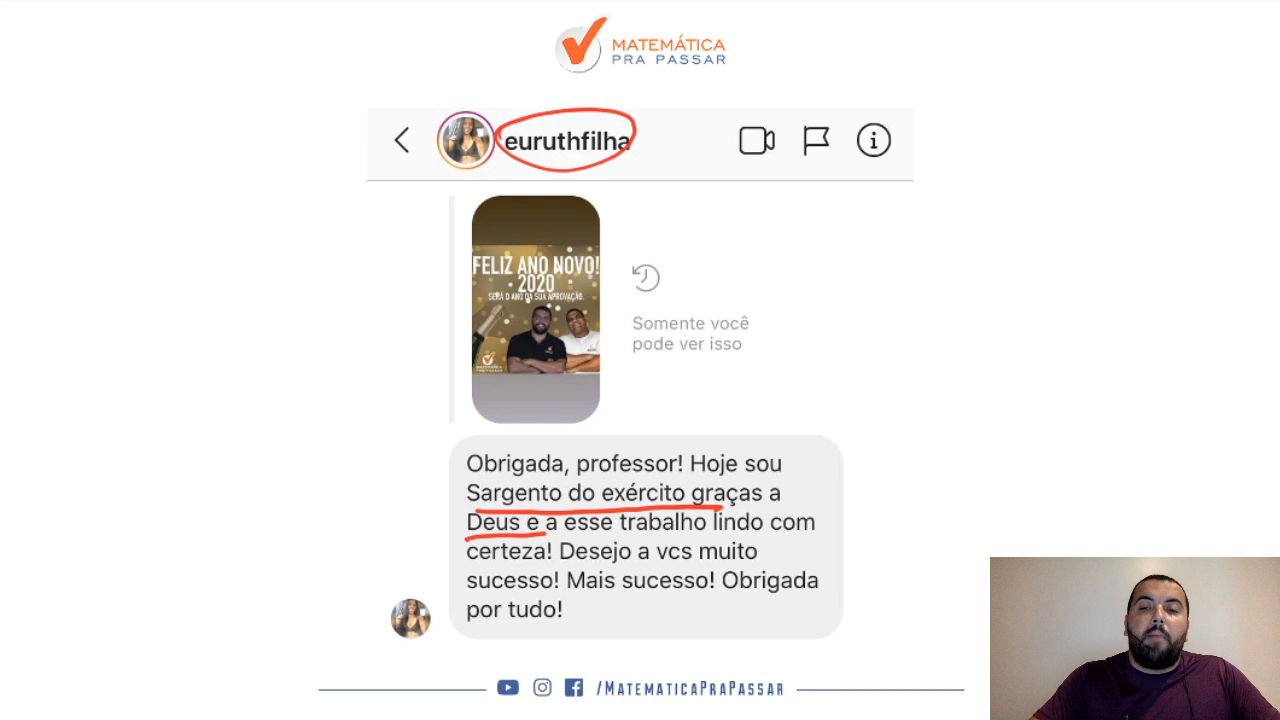 MATEMÁTICA
PRA PASSAR
euruthfilha
FELIZ ANO NOVO!
2020
SERÁ O ANO DA SUA APROVAÇÃO.
Somente você
pode ver isso
Obrigada, professor! Hoje sou
Sargento do exército graças a
Deus e a esse trabalho lindo com
certeza! Desejo a vcs muito
sucesso! Mais sucesso! Obrigada
por tudo!
/MATEMATICAPRAPASSAR